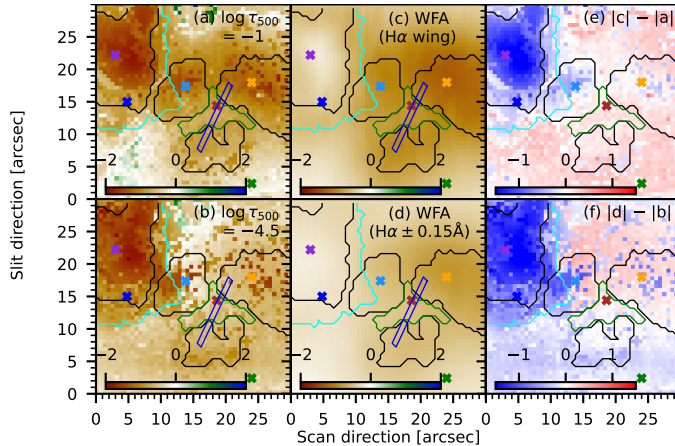 (a) log τ500
= −1
(c) WFA
(Hα wing)
(e) |c| − |a|
30
25
20
15
10
5
0
−2 0 2
−2 0 2
−1 0 1
(b) log τ500
= −4.5
(d) WFA
(Hα ± 0.15Å)
(f) |d| − |b|
25
20
15
10
5
0
−2 0 2
−2 0 2
−1 0 1
0 5 10 15 20 25
0 5 10 15 20 25
0 5 10 15 20 25
Scan direction [arcsec]
Slit direction [arcsec]